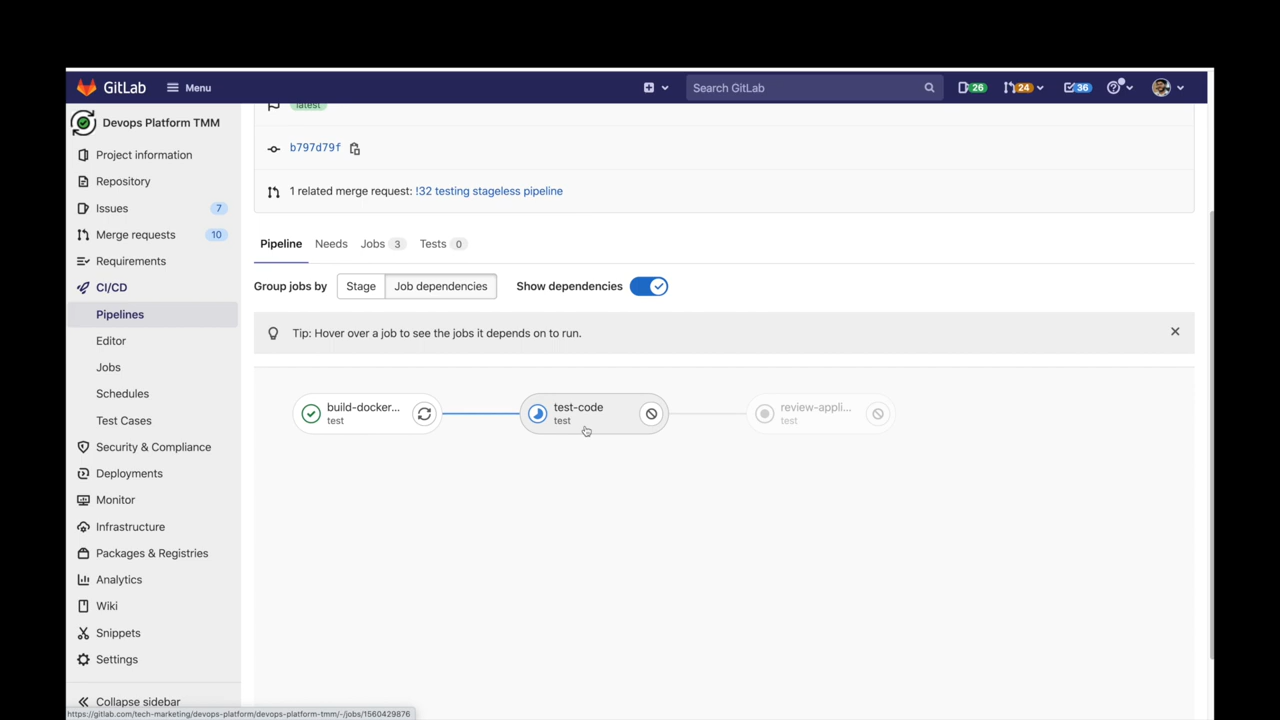 GitLab
Menu
Search GitLab
26
24
36
Devops Platform TMM
Project information
Repository
Issues 7
Merge requests 10
Requirements
CI/CD
Pipelines
Editor
Jobs
Schedules
Test Cases
Security & Compliance
Deployments
Monitor
Infrastructure
Packages & Registries
Analytics
Wiki
Snippets
Settings
Collapse sidebar
latest
b797d79f
1 related merge request: !32 testing stageless pipeline
Pipeline Needs Jobs 3 Tests 0
Group jobs by Stage Job dependencies Show dependencies
Tip: Hover over a job to see the jobs it depends on to run.
build-docker...
test
test-code
test
review-appli...
test
https://gitlab.com/tech-marketing/devops-platform/devops-platform-tmm/-/jobs/1560429876